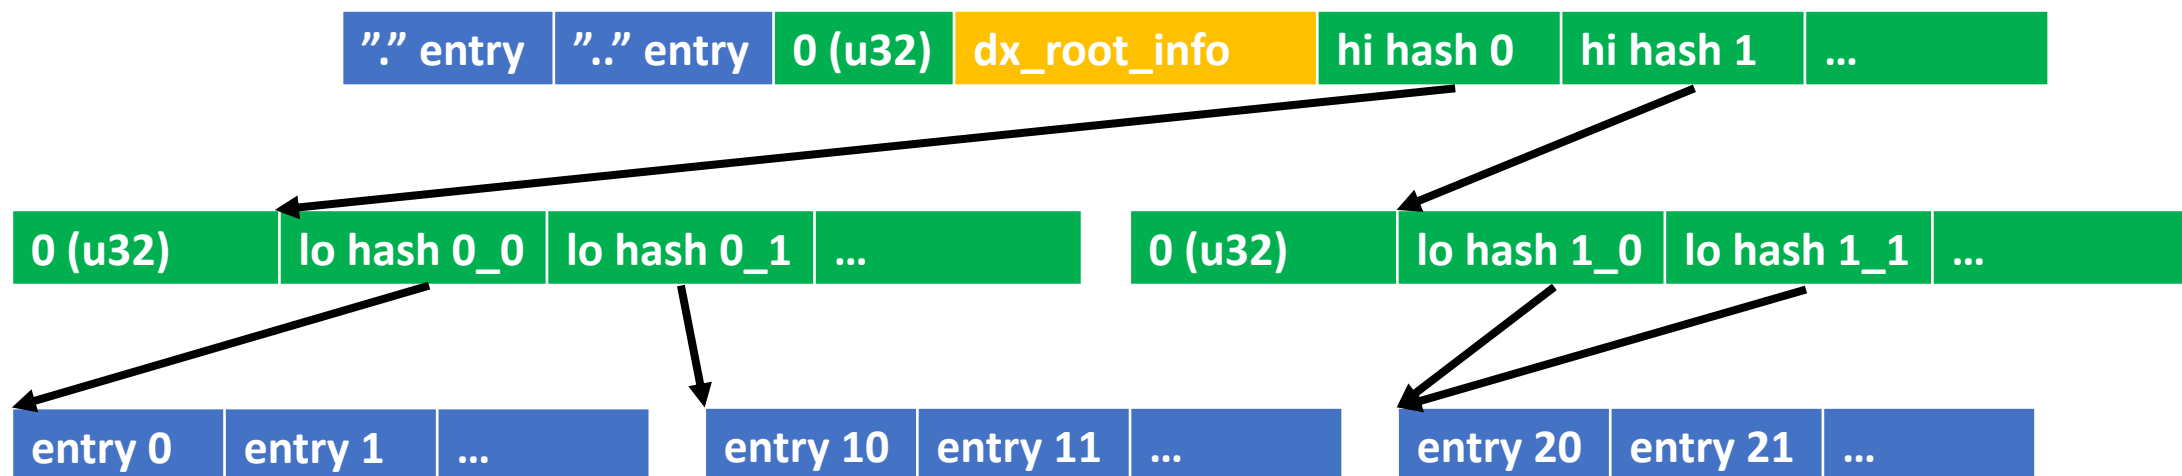 ”.” entry ”..” entry 0 (u32) dx_root_info hi hash 0 hi hash 1 ...
0 (u32) lo hash 0_0 lo hash 0_1 ... 0 (u32) lo hash 1_0 lo hash 1_1 ...
entry 0 entry 1 ... entry 10 entry 11 ... entry 20 entry 21 ...